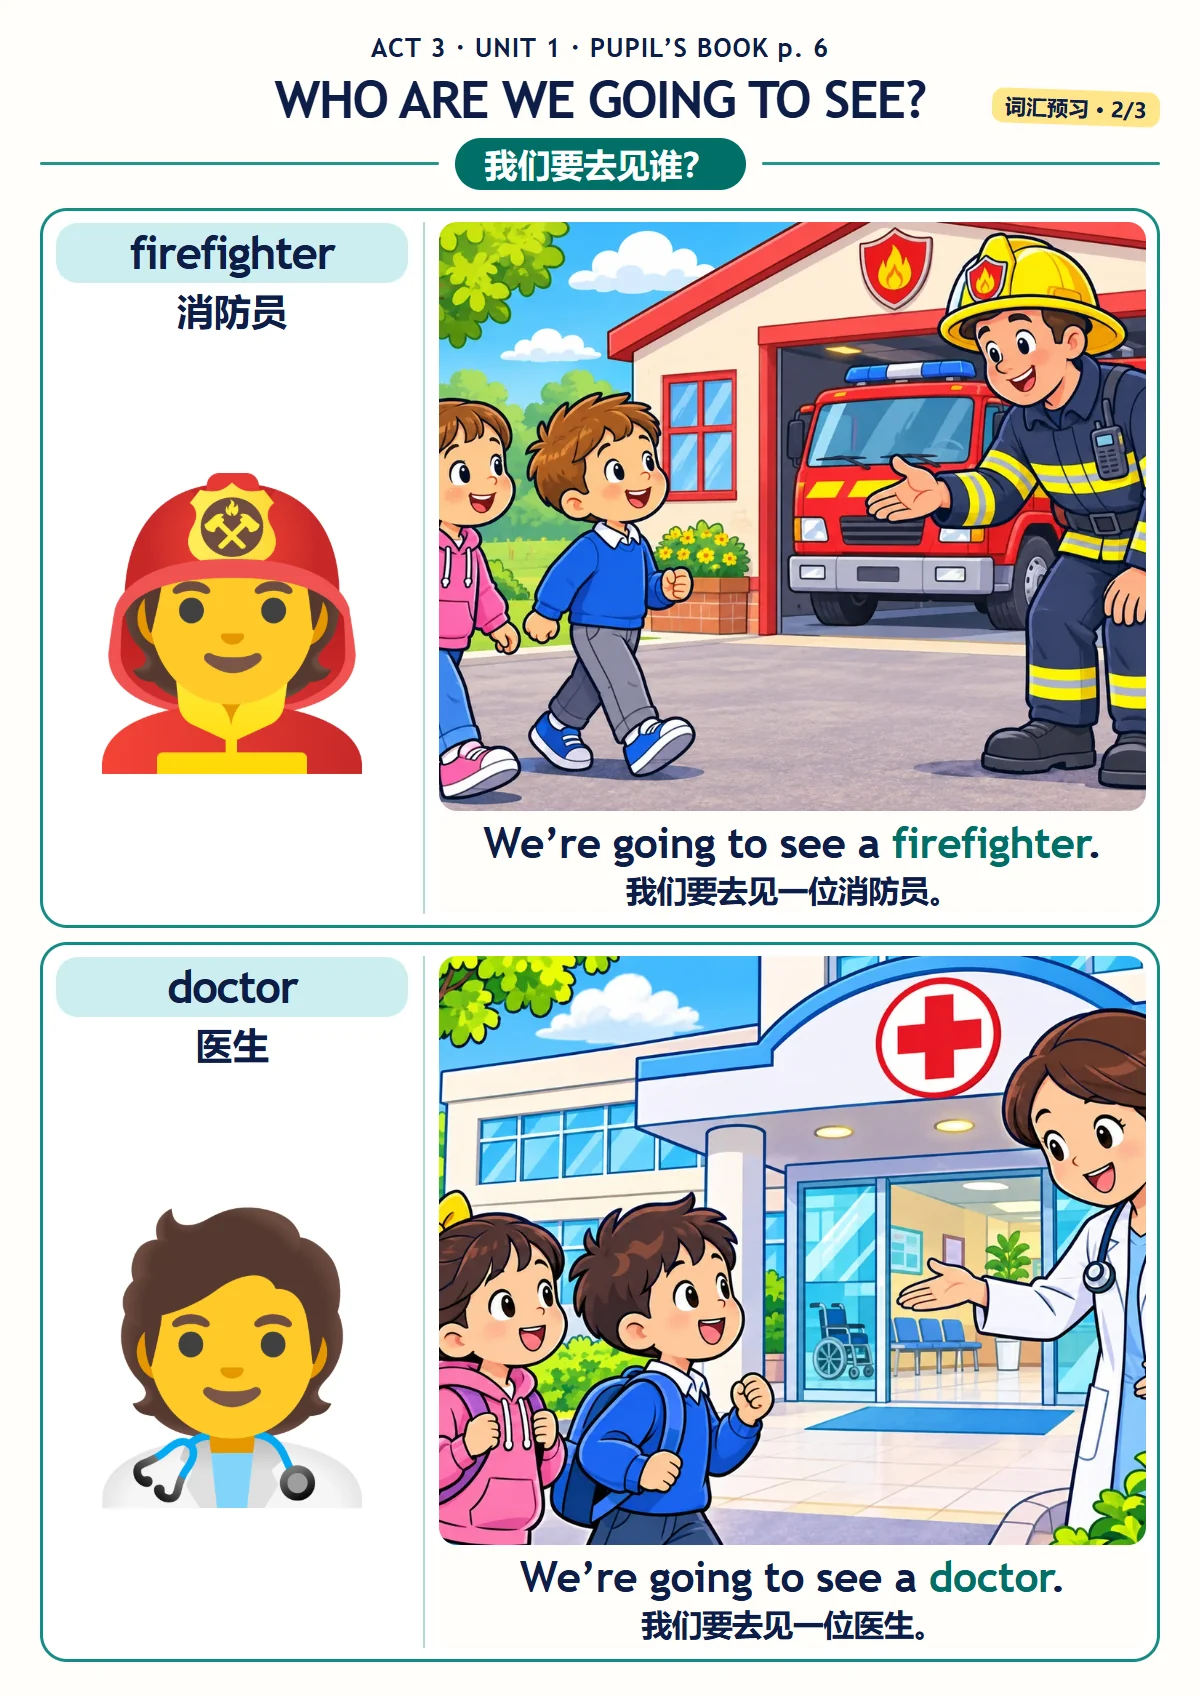 ACT 3 · UNIT 1 · PUPIL’S BOOK p. 6
WHO ARE WE GOING TO SEE?
词汇预习 • 2/3
我们要去见谁？
firefighter
消防员
We’re going to see a firefighter.
我们要去见一位消防员。
doctor
医生
We’re going to see a doctor.
我们要去见一位医生。